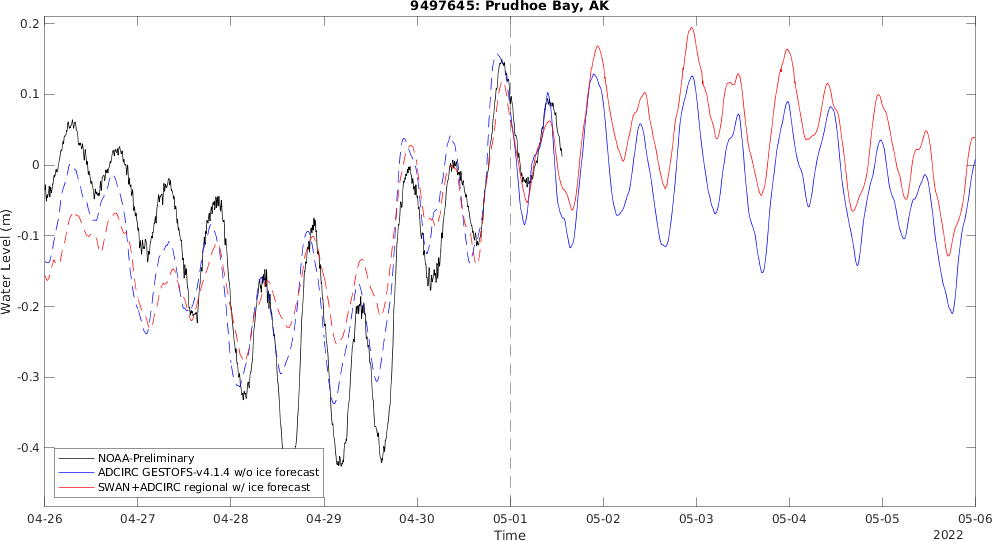 9497645: Prudhoe Bay, AK
0.2
0.1
0
-0.1
-0.2
-0.3
-0.4
Water Level (m)
NOAA-Preliminary
ADCIRC GESTOFS-v4.1.4 w/o ice forecast
SWAN+ADCIRC regional w/ ice forecast
04-26 04-27 04-28 04-29 04-30 05-01 05-02 05-03 05-04 05-05 05-06
Time
2022